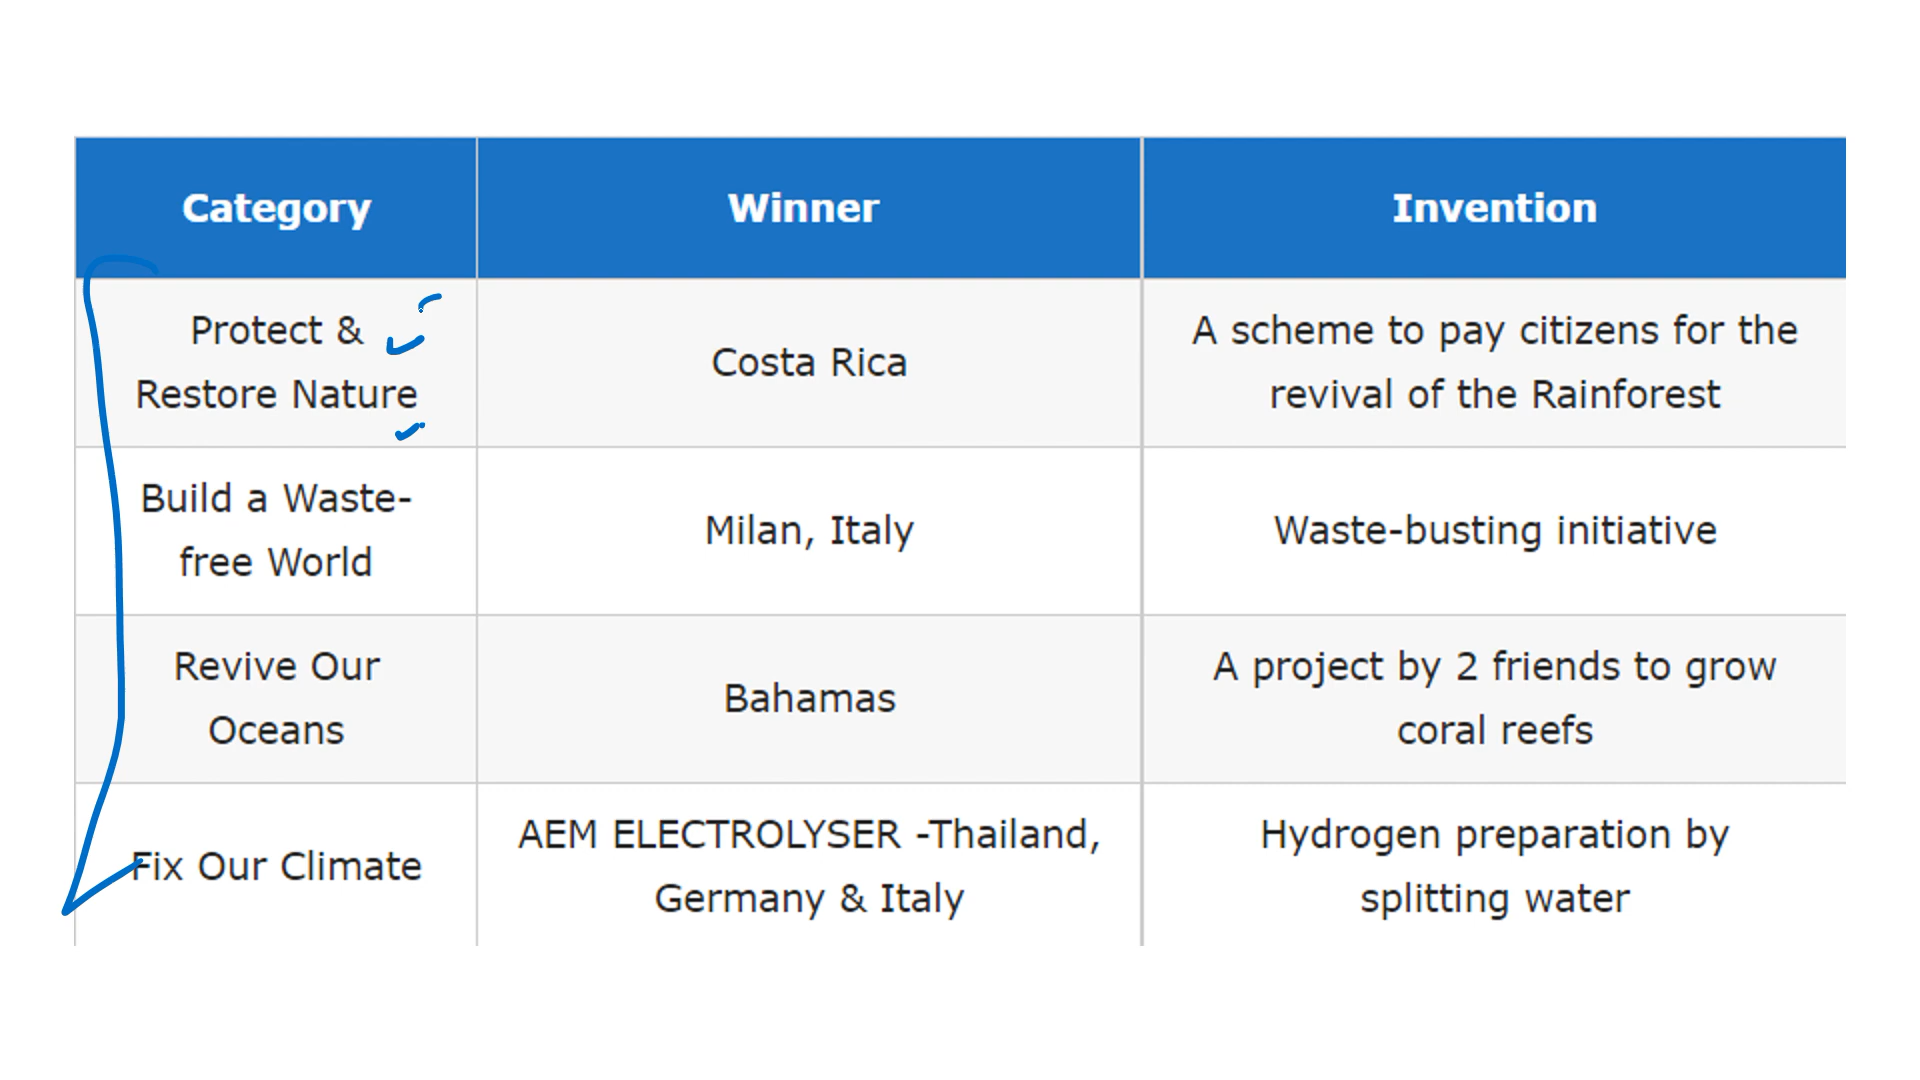 Category Winner Invention
Protect &
Restore Nature
Costa Rica
A scheme to pay citizens for the
revival of the Rainforest
Build a Waste-
free World
Milan, Italy
Waste-busting initiative
Revive Our
Oceans
Bahamas
A project by 2 friends to grow
coral reefs
Fix Our Climate
AEM ELECTROLYSER -Thailand,
Germany & Italy
Hydrogen preparation by
splitting water